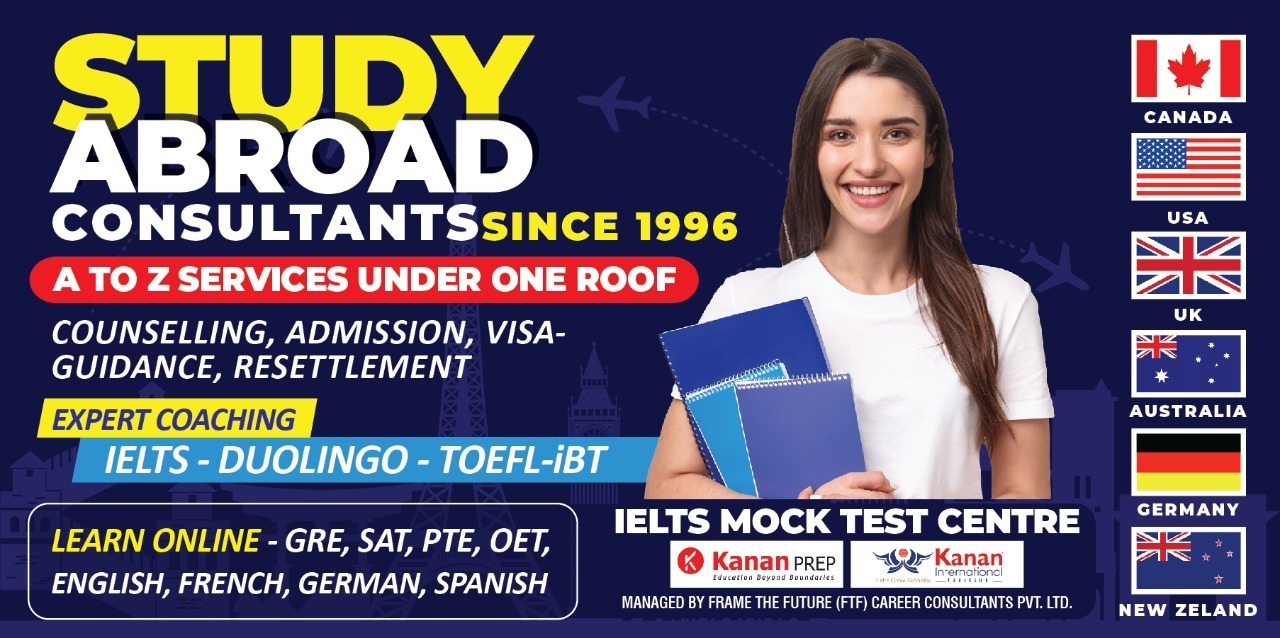 STUDY
ABROAD
CONSULTANTS SINCE 1996
A TO Z SERVICES UNDER ONE ROOF
COUNSELLING, ADMISSION, VISA-
GUIDANCE, RESETTLEMENT
EXPERT COACHING
IELTS - DUOLINGO - TOEFL-iBT
LEARN ONLINE - GRE, SAT, PTE, OET,
ENGLISH, FRENCH, GERMAN, SPANISH
IELTS MOCK TEST CENTRE
Kanan PREP
Education Beyond Boundaries
Kanan
International
MANAGED BY FRAME THE FUTURE (FTF) CAREER CONSULTANTS PVT. LTD.
CANADA
USA
UK
AUSTRALIA
GERMANY
NEW ZELAND